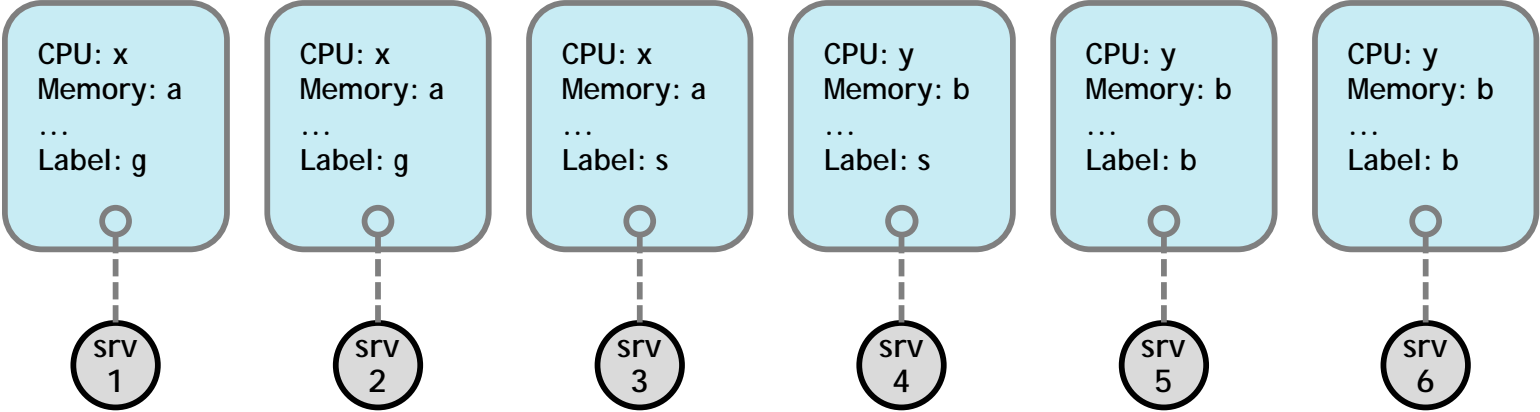 CPU: x
Memory: a
...
Label: g
CPU: x
Memory: a
...
Label: g
CPU: x
Memory: a
...
Label: s
CPU: y
Memory: b
...
Label: s
CPU: y
Memory: b
...
Label: b
CPU: y
Memory: b
...
Label: b
srv
1
srv
2
srv
3
srv
4
srv
5
srv
6